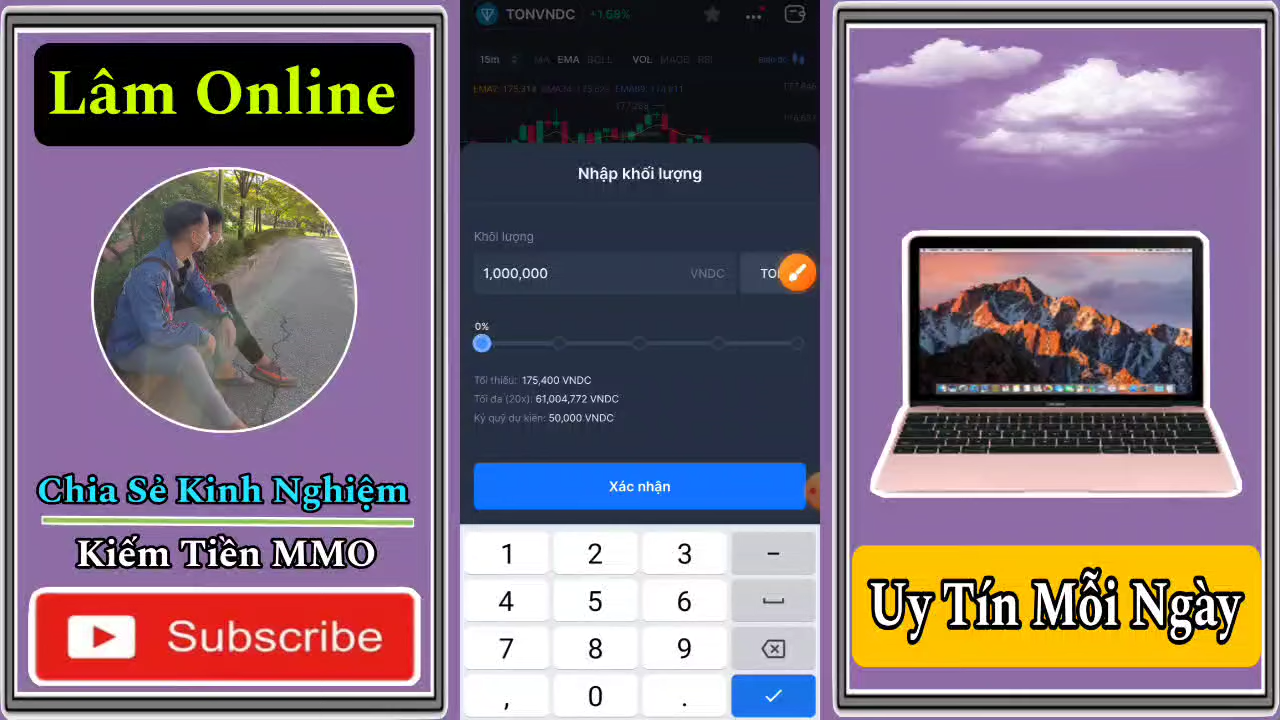 Lâm Online
Chia Sẻ Kinh Nghiệm
Kiếm Tiền MMO
Subscribe
TONVNDC +1.68%
15m MA EMA BOLL VOL MACD RSI
177,283
Nhập khối lượng
Khối lượng
1,000,000 VNDC
0%
Tối thiểu: 175,400 VNDC
Tối đa (20x): 61,004,772 VNDC
Ký quỹ dự kiến: 50,000 VNDC
Xác nhận
1 2 3 -
4 5 6
7 8 9
, 0 .
Uy Tín Mỗi Ngày